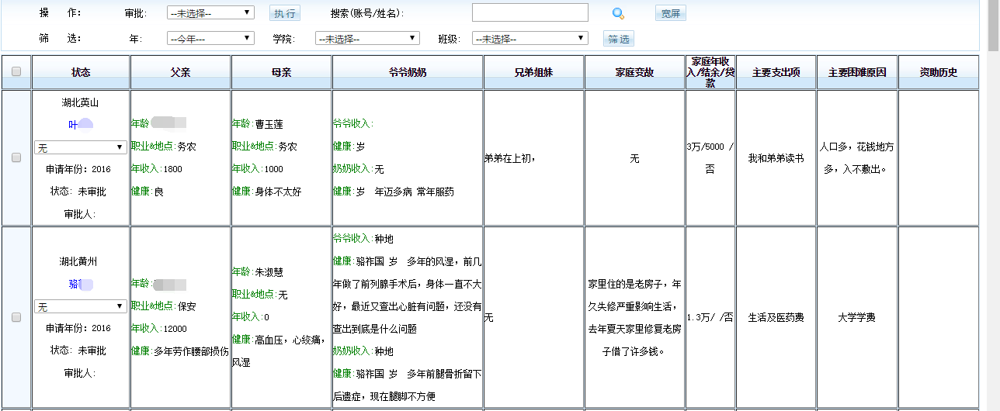 操 作: 审批: --未选择-- 执行 搜索(账号/姓名): 宽屏
筛 选: 年: --今年--- 学院: --未选择-- 班级: --未选择-- 筛选
状态 父亲 母亲 爷爷奶奶 兄弟姐妹 家庭变故 家庭年收入/结余/贷款 主要支出项 主要困难原因 资助历史
湖北英山
叶
无
申请年份: 2016
状态: 未审批
审批人:
年龄
职业&地点:务农
年收入:1800
健康:良
年龄:曹玉莲
职业&地点:务农
年收入:1000
健康:身体不太好
爷爷收入:
健康:岁
奶奶收入:无
健康:岁 年迈多病 常年服药
弟弟在上初,
无
3万/5000 /
否
我和弟弟读书
人口多，花钱地方
多，入不敷出。
湖北黄州
骆
无
申请年份: 2016
状态: 未审批
审批人:
年龄:
职业&地点:保安
年收入:12000
健康:多年劳作腰部损伤
年龄:朱淑慧
职业&地点:无
年收入:0
健康:高血压，心绞痛，
风湿
爷爷收入:种地
健康:骆祚国 岁 多年的风湿，前几
年做了前列腺手术后，身体一直不大
好，最近又查出心脏有问题，还没有
查出到底是什么问题
奶奶收入:种地
健康:骆祚国 岁 多年前腿骨折留下
后遗症，现在腿脚不方便
无
家里住的是老房子，年
久失修严重影响生活，
去年夏天家里修复老房
子借了许多钱。
1.3万/ /否
生活及医药费
大学学费